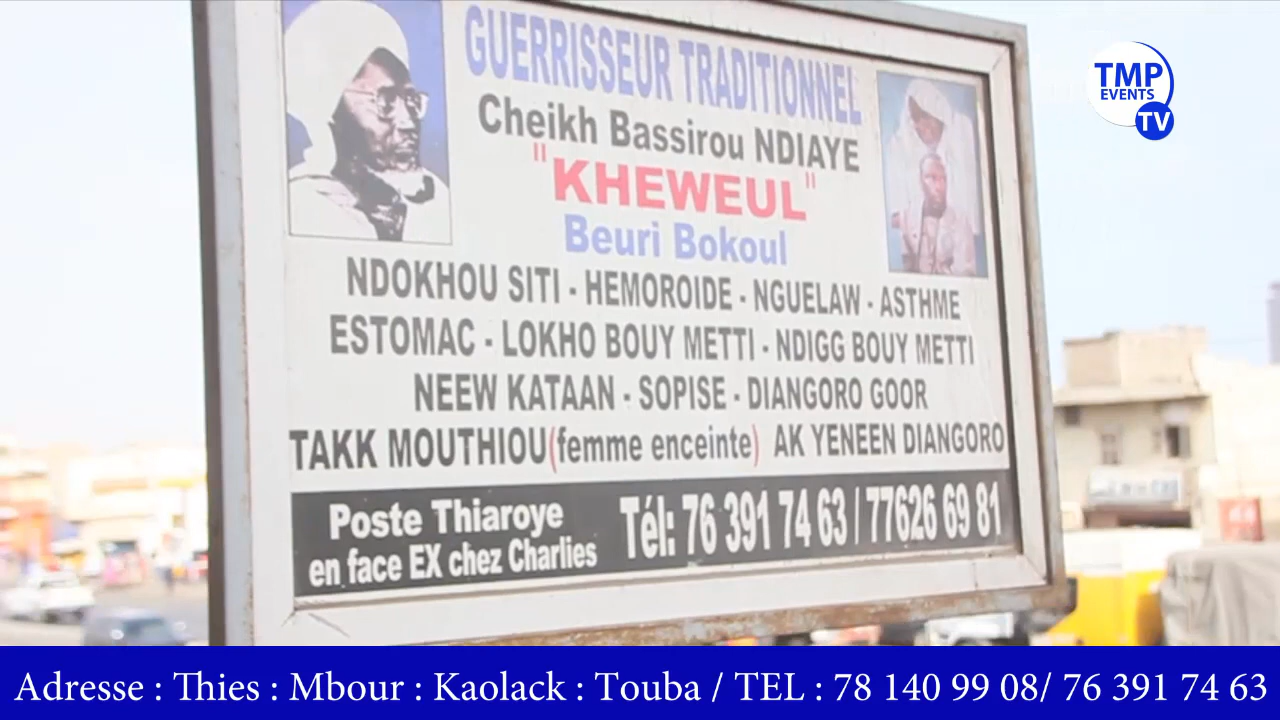 GUERRISSEUR TRADITIONNEL
Cheikh Bassirou NDIAYE
"KHEWEUL"
Beuri Bokoul
NDOKHOU SITI - HEMOROIDE - NGUELAW - ASTHME
ESTOMAC - LOKHO BOUY METTI - NDIGG BOUY METTI
NEEW KATAAN - SOPISE - DIANGORO GOOR
TAKK MOUTHIOU(femme enceinte) AK YENEEN DIANGORO
Poste Thiaroye
en face EX chez Charlies
Tél: 76 391 74 63 / 77626 69 81
TMP
EVENTS
TV
Adresse : Thies : Mbour : Kaolack : Touba / TEL : 78 140 99 08/ 76 391 74 63